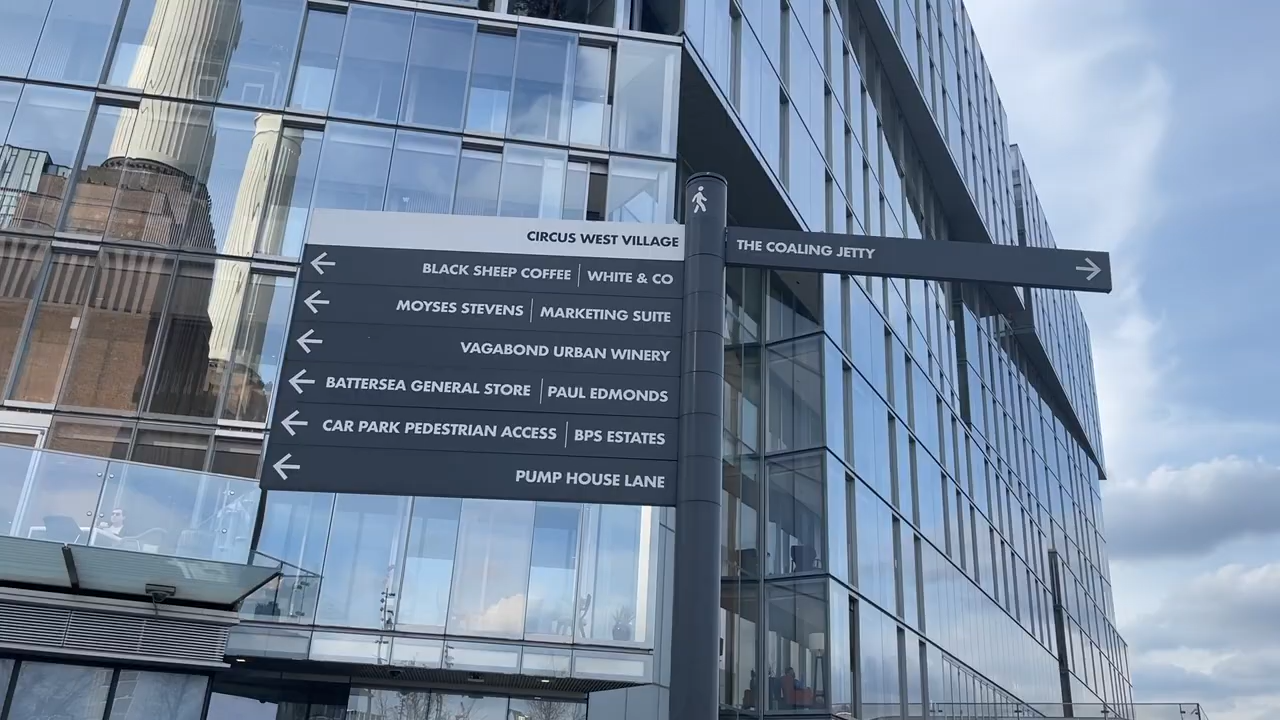 CIRCUS WEST VILLAGE
BLACK SHEEP COFFEE | WHITE & CO
MOYSES STEVENS | MARKETING SUITE
VAGABOND URBAN WINERY
BATTERSEA GENERAL STORE | PAUL EDMONDS
CAR PARK PEDESTRIAN ACCESS | BPS ESTATES
PUMP HOUSE LANE
THE COALING JETTY